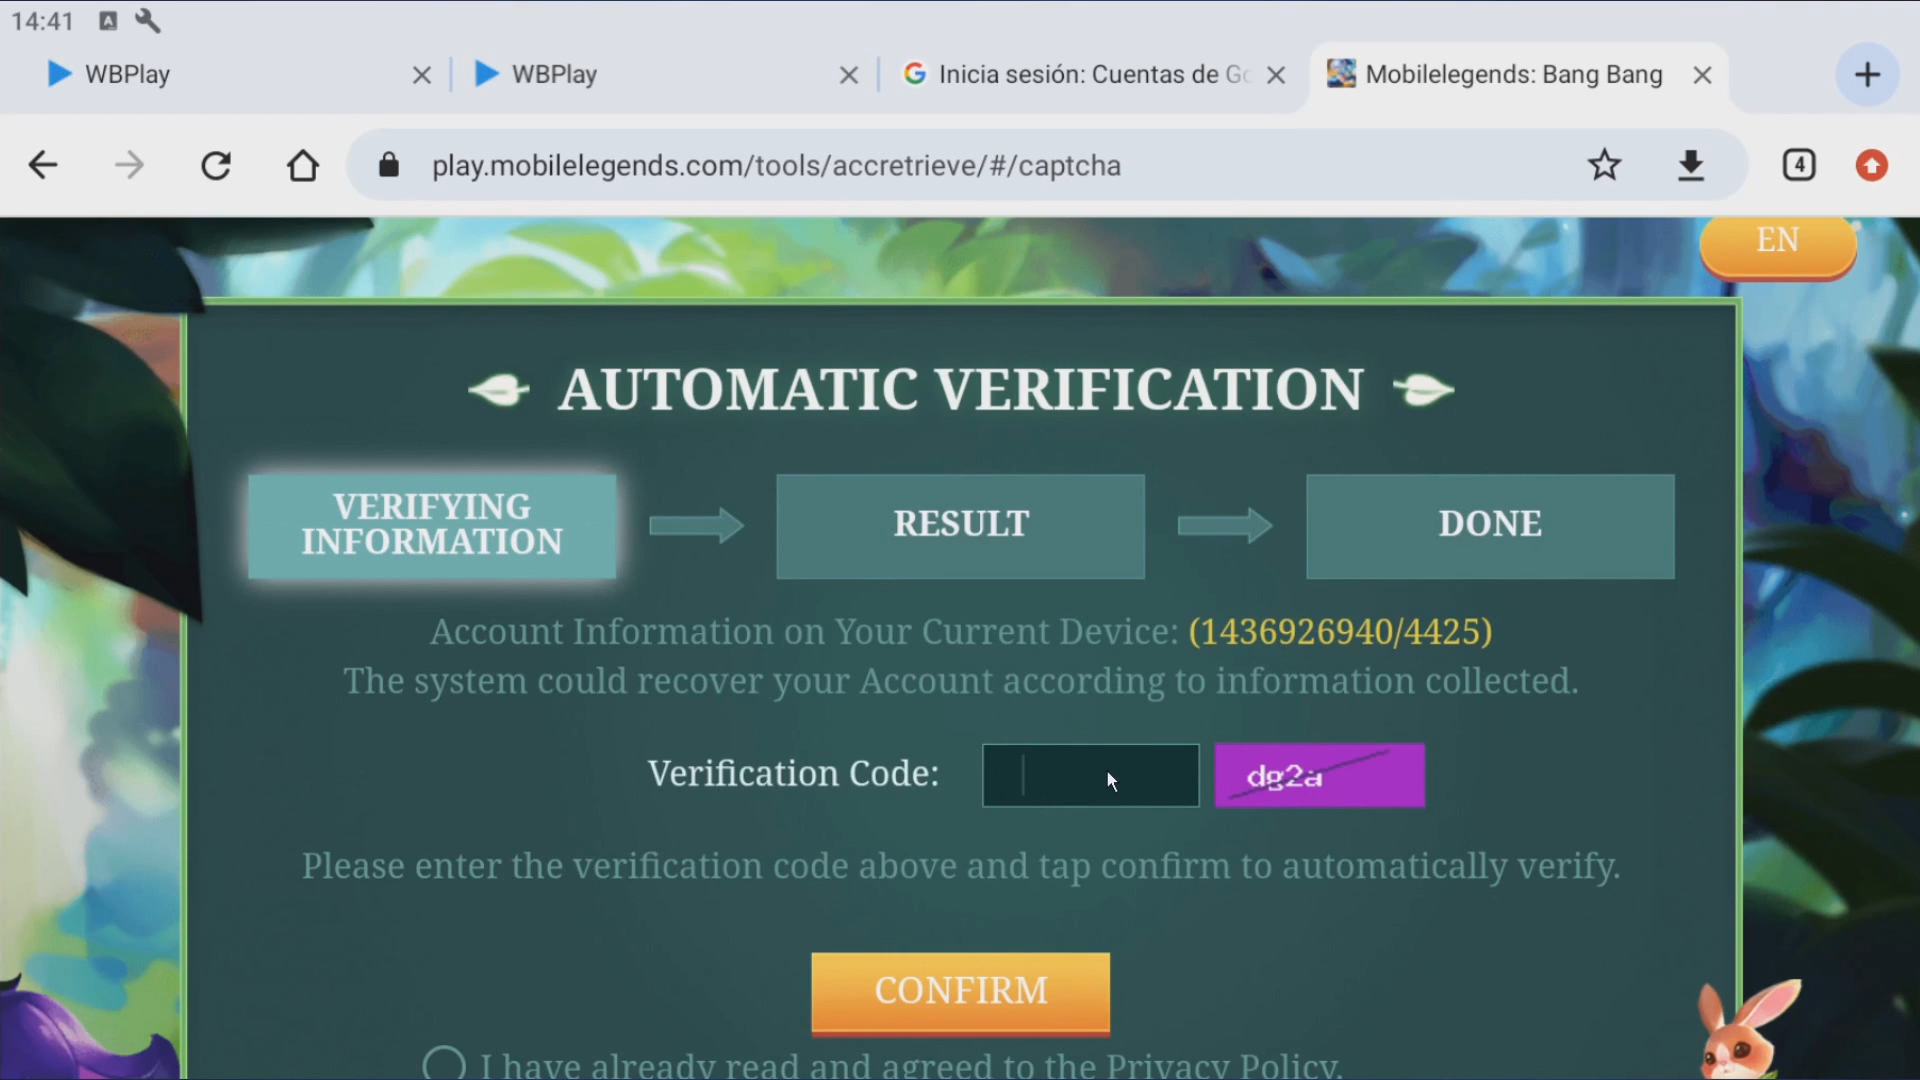 14:41
WBPlay
WBPlay
Inicia sesión: Cuentas de Go
Mobilelegends: Bang Bang
play.mobilelegends.com/tools/accretrieve/#/captcha
4
EN
AUTOMATIC VERIFICATION
VERIFYING
INFORMATION
RESULT
DONE
Account Information on Your Current Device: (1436926940/4425)
The system could recover your Account according to information collected.
Verification Code:
dg2a
Please enter the verification code above and tap confirm to automatically verify.
CONFIRM
I have already read and agreed to the Privacy Policy.